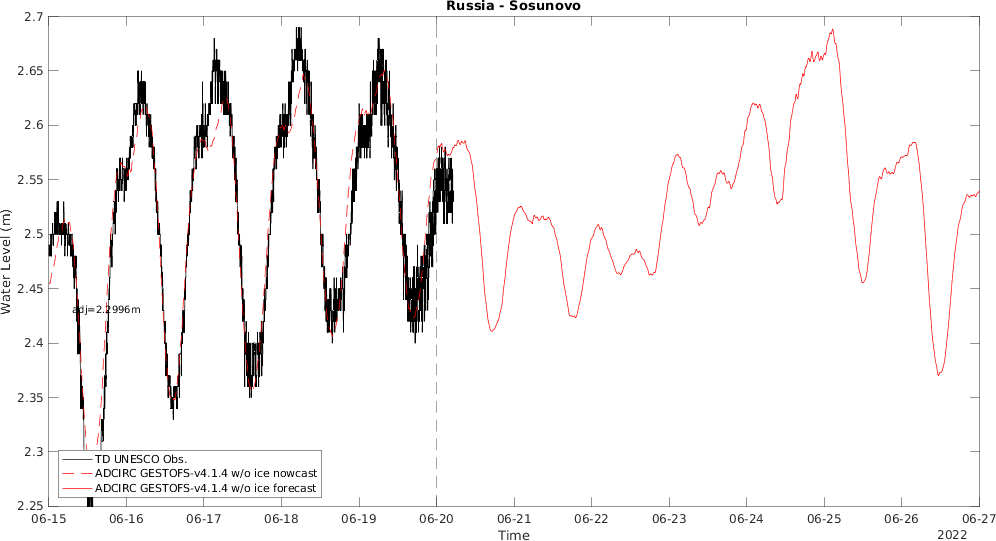 Russia - Sosunovo
2.7
2.65
2.6
2.55
2.5
2.45
2.4
2.35
2.3
2.25
Water Level (m)
adj=2.2996m
TD UNESCO Obs.
ADCIRC GESTOFS-v4.1.4 w/o ice nowcast
ADCIRC GESTOFS-v4.1.4 w/o ice forecast
06-15 06-16 06-17 06-18 06-19 06-20 06-21 06-22 06-23 06-24 06-25 06-26 06-27
Time
2022